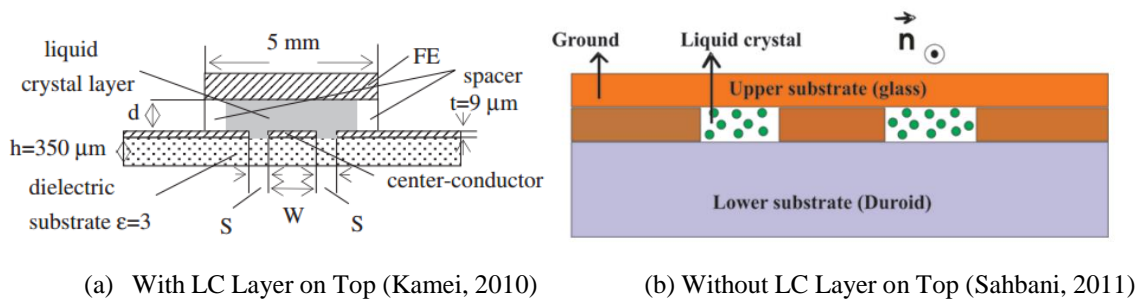 5 mm
liquid
crystal layer
FE
spacer
t=9 μm
d
h=350 μm
dielectric
substrate ε=3
S
W
S
center-conductor
n
Ground
Liquid crystal
Upper substrate (glass)
Lower substrate (Duroid)
(a) With LC Layer on Top (Kamei, 2010)
(b) Without LC Layer on Top (Sahbani, 2011)